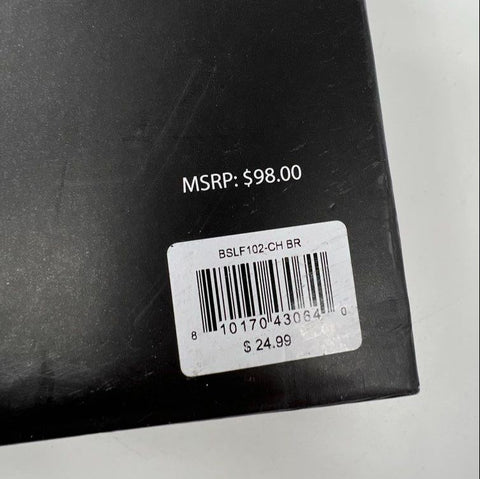 MSRP: $98.00
BSLF102-CH BR
8 10170 43064 0
$ 24.99